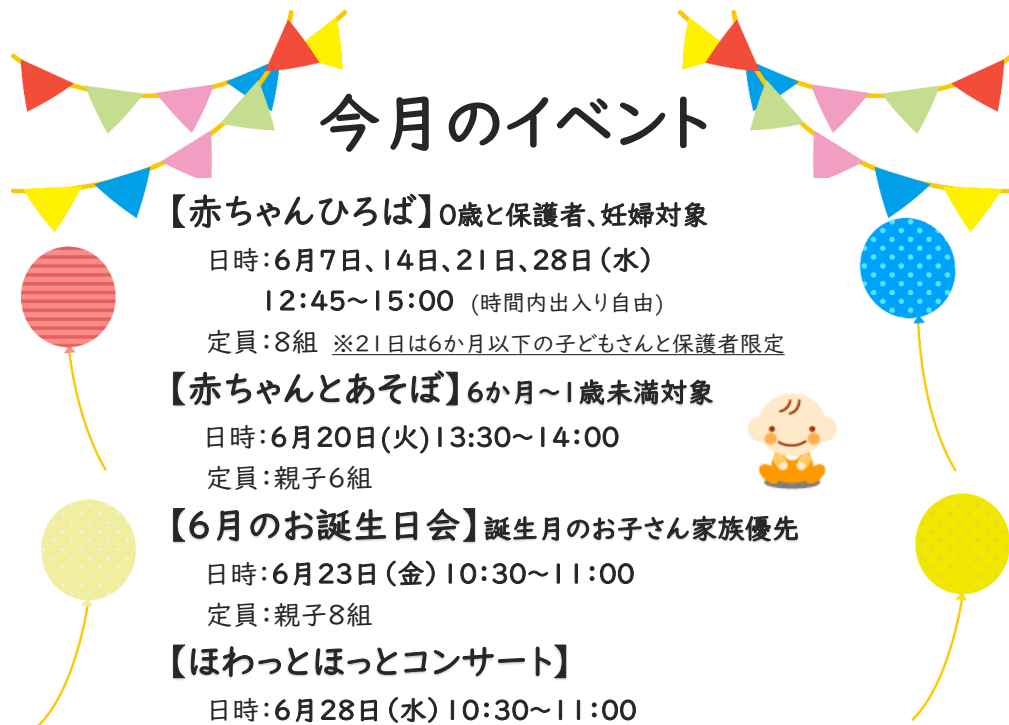 今月のイベント
【赤ちゃんひろば】0歳と保護者、妊婦対象
日時：6月7日、14日、21日、28日（水）
12：45～15：00 (時間内出入り自由)
定員：8組 ※21日は6か月以下の子どもさんと保護者限定
【赤ちゃんとあそぼ】6か月～1歳未満対象
日時：6月20日(火)13:30～14:00
定員：親子6組
【6月のお誕生日会】誕生月のお子さん家族優先
日時：6月23日（金）10：30～11：00
定員：親子8組
【ほわっとほっとコンサート】
日時：6月28日（水）10：30～11：00